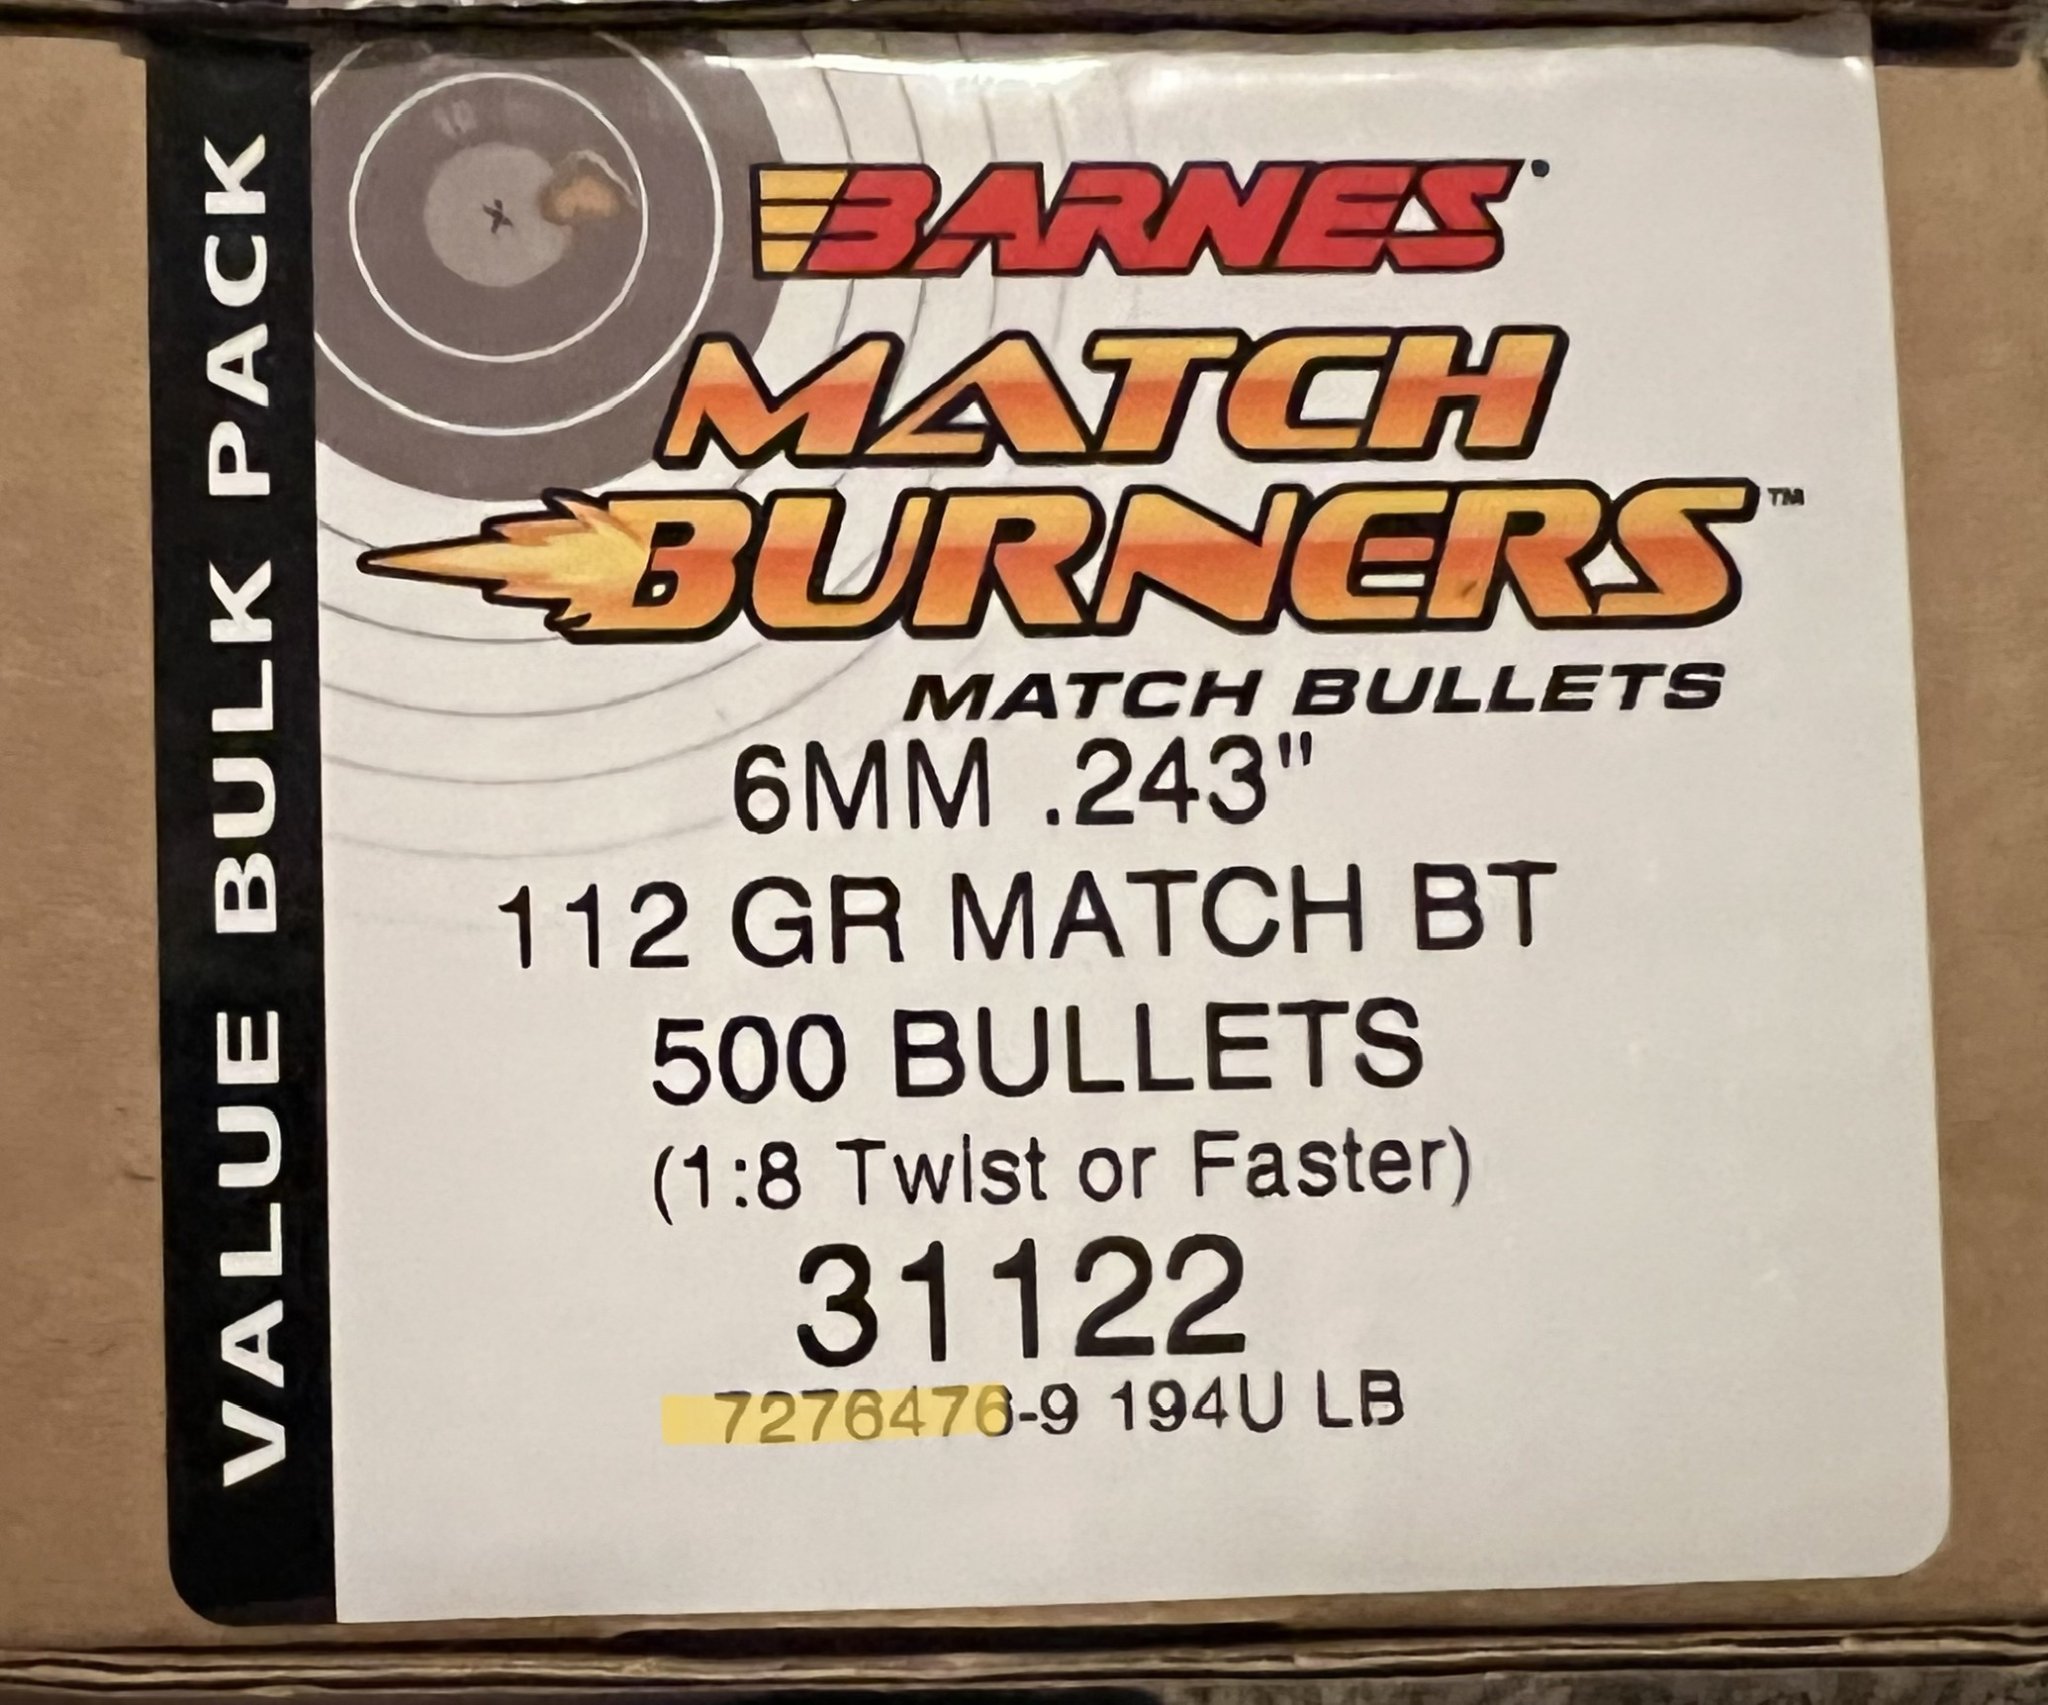 VALUE BULK PACK
BARNES
MATCH
BURNERS™
MATCH BULLETS
6MM .243"
112 GR MATCH BT
500 BULLETS
(1:8 Twist or Faster)
31122
7276476-9 194U LB